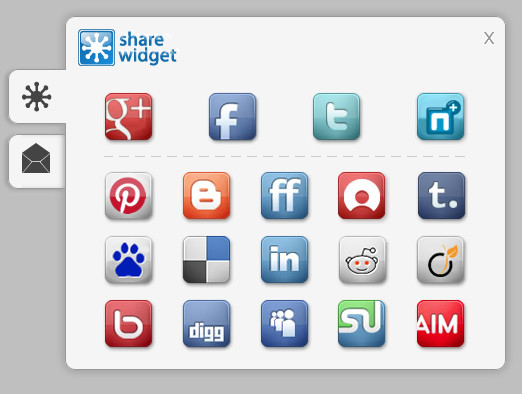 share
widget
X
g+ f t n+
B ff t.
in
b digg SU AIM